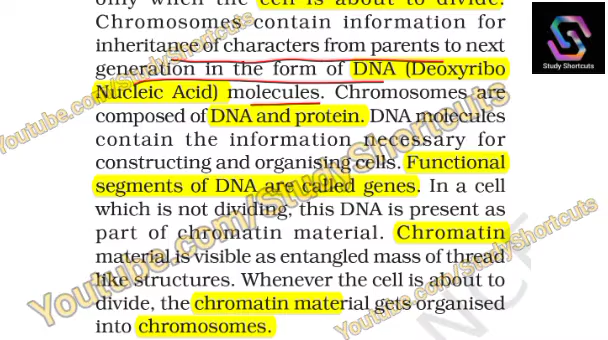 only when the cell is about to divide.
Chromosomes contain information for
inheritance of characters from parents to next
generation in the form of DNA (Deoxyribo
Nucleic Acid) molecules. Chromosomes are
composed of DNA and protein. DNA molecules
contain the information necessary for
constructing and organising cells. Functional
segments of DNA are called genes. In a cell
which is not dividing, this DNA is present as
part of chromatin material. Chromatin
material is visible as entangled mass of thread
like structures. Whenever the cell is about to
divide, the chromatin material gets organised
into chromosomes.
Study Shortcuts
Youtube.com/StudyShortcuts
Youtube.com/StudyShortcuts
Youtube.com/StudyShortcuts